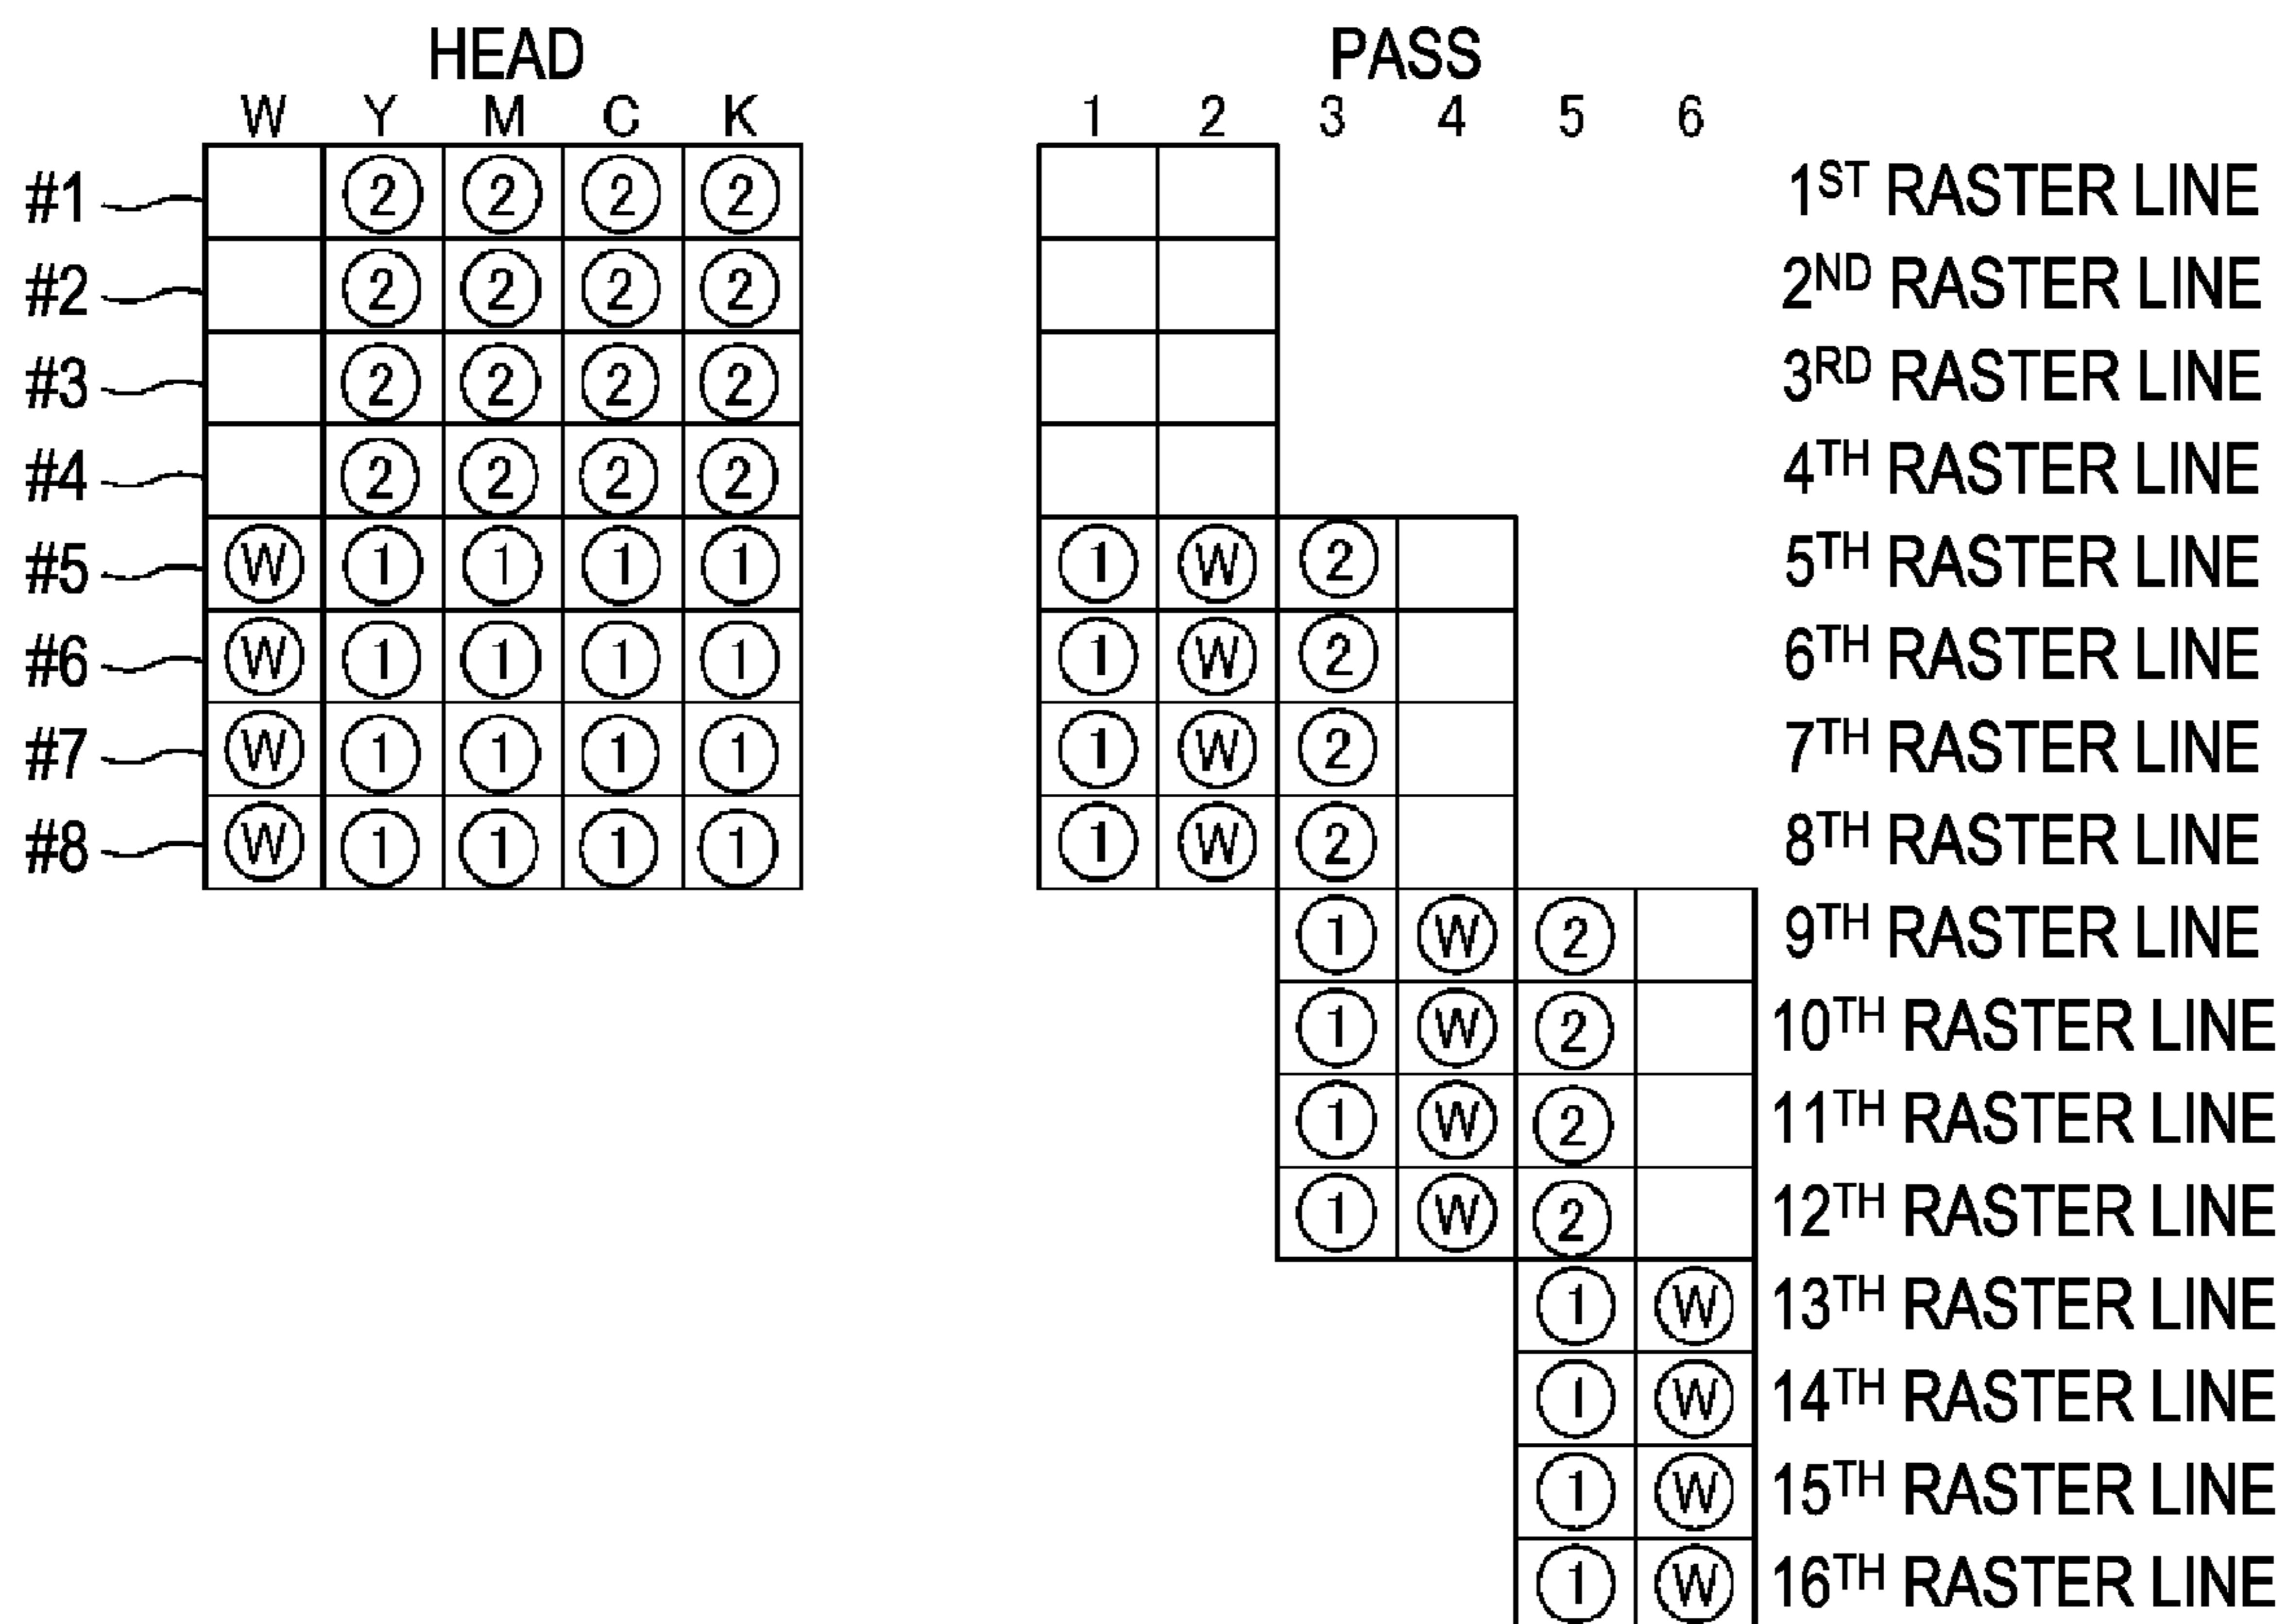 HEAD PASS
W Y M C K 1 2 3 4 5 6
#1 2 2 2 2 1ST RASTER LINE
#2 2 2 2 2 2ND RASTER LINE
#3 2 2 2 2 3RD RASTER LINE
#4 2 2 2 2 4TH RASTER LINE
#5 W 1 1 1 1 1 W 2 5TH RASTER LINE
#6 W 1 1 1 1 1 W 2 6TH RASTER LINE
#7 W 1 1 1 1 1 W 2 7TH RASTER LINE
#8 W 1 1 1 1 1 W 2 8TH RASTER LINE
1 W 2 9TH RASTER LINE
1 W 2 10TH RASTER LINE
1 W 2 11TH RASTER LINE
1 W 2 12TH RASTER LINE
1 W 13TH RASTER LINE
1 W 14TH RASTER LINE
1 W 15TH RASTER LINE
1 W 16TH RASTER LINE